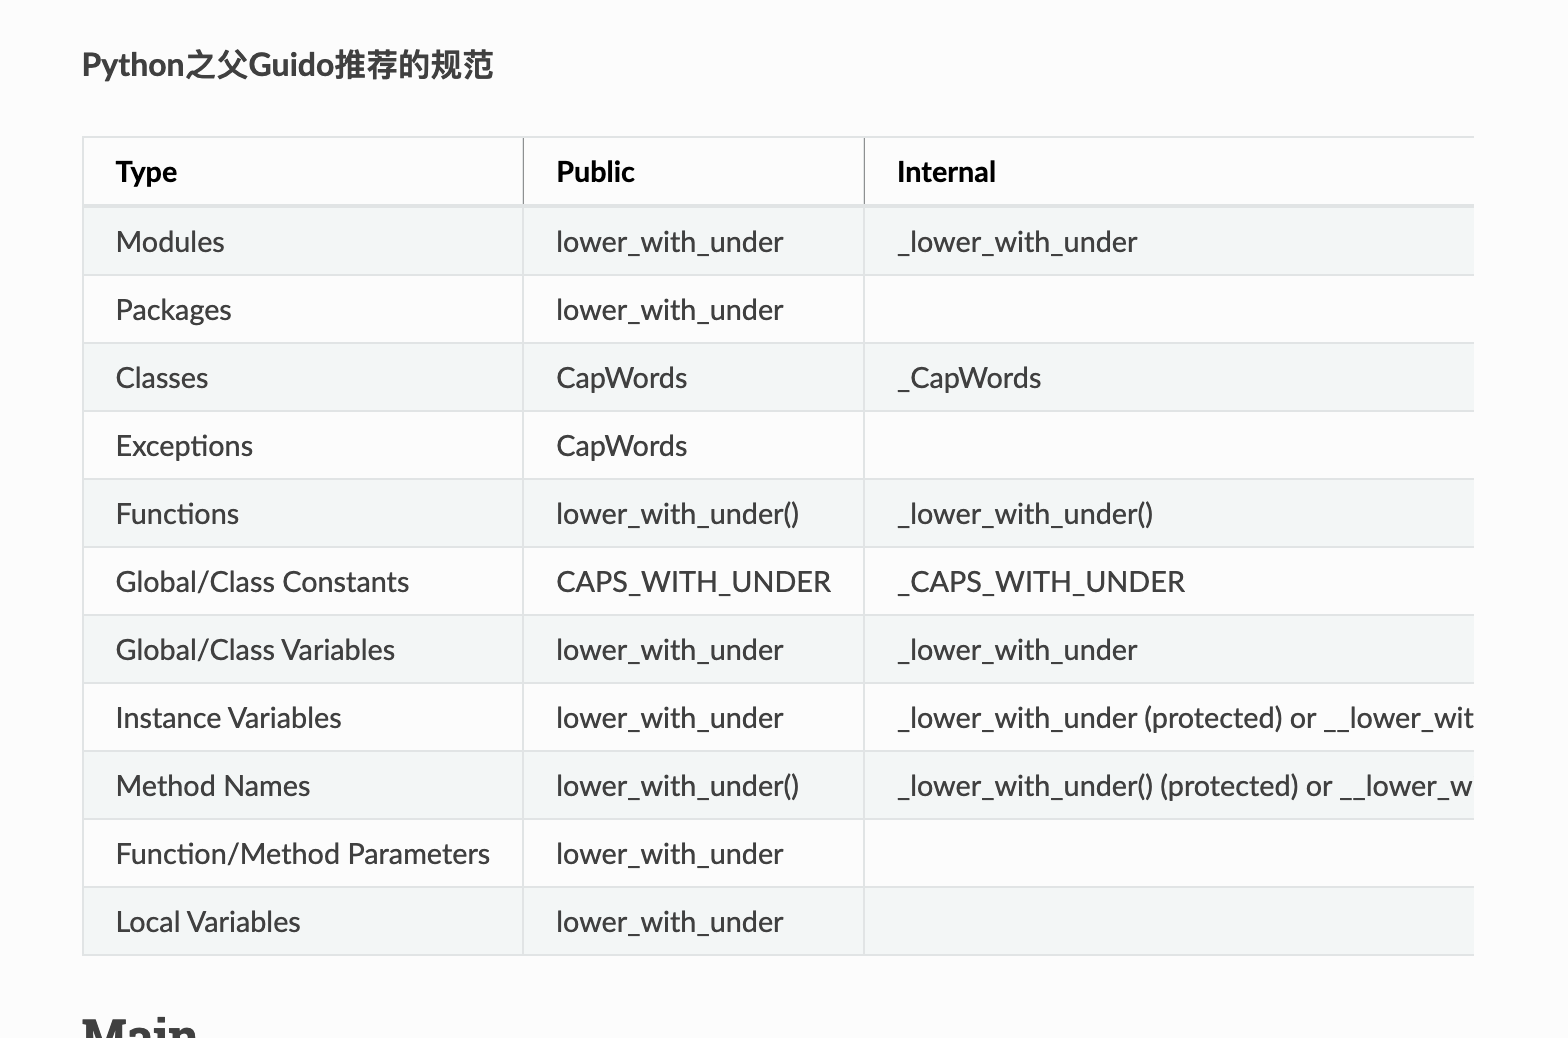 Python之父Guido推荐的规范
Type Public Internal
Modules lower_with_under _lower_with_under
Packages lower_with_under
Classes CapWords _CapWords
Exceptions CapWords
Functions lower_with_under() _lower_with_under()
Global/Class Constants CAPS_WITH_UNDER _CAPS_WITH_UNDER
Global/Class Variables lower_with_under _lower_with_under
Instance Variables lower_with_under _lower_with_under (protected) or __lower_wit
Method Names lower_with_under() _lower_with_under() (protected) or __lower_w
Function/Method Parameters lower_with_under
Local Variables lower_with_under
Main